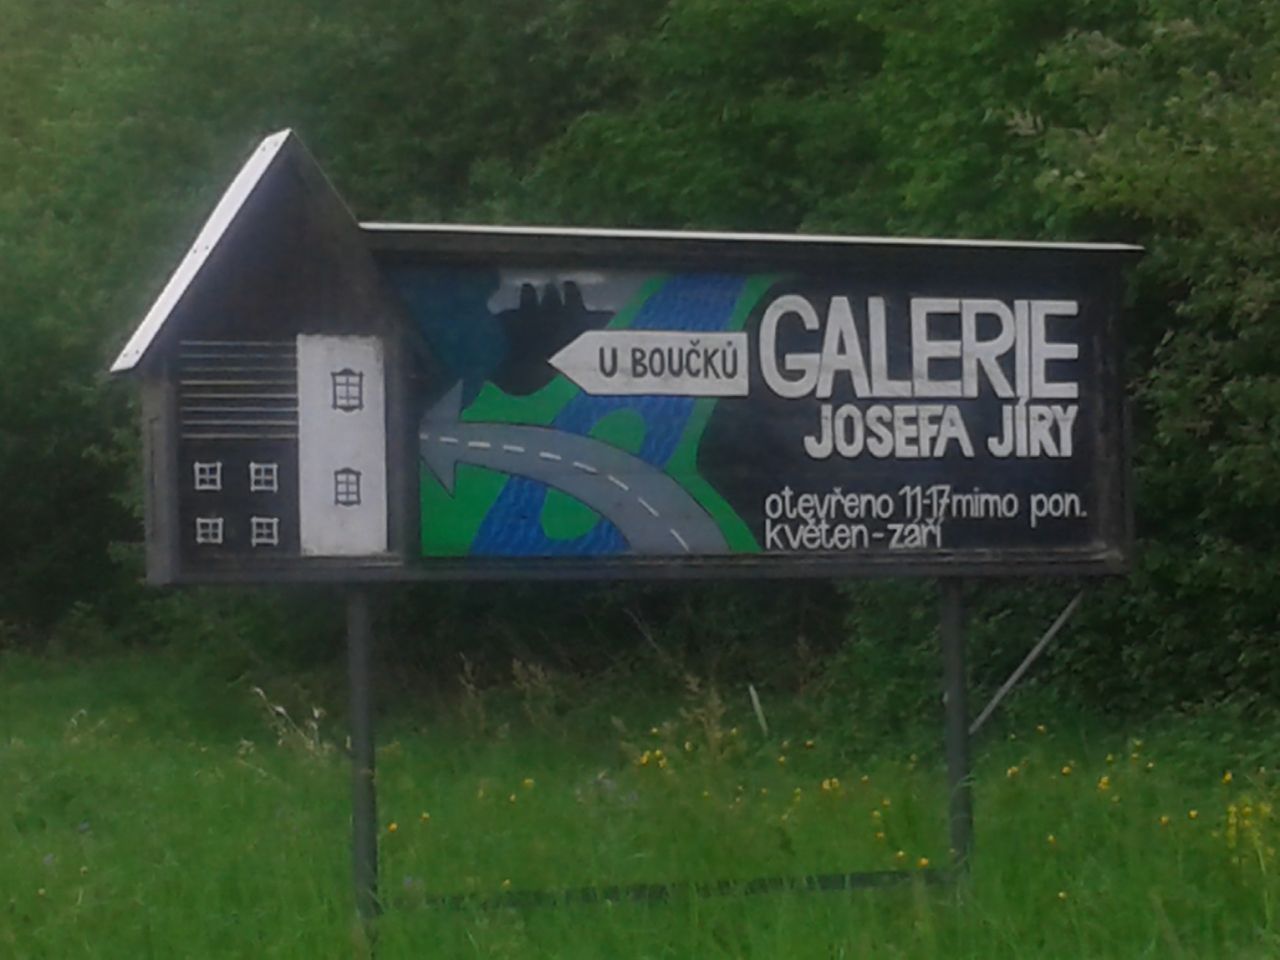 U BOUČKŮ
GALERIE
JOSEFA JÍRY
otevřeno 11-17 mimo pon.
květen - září